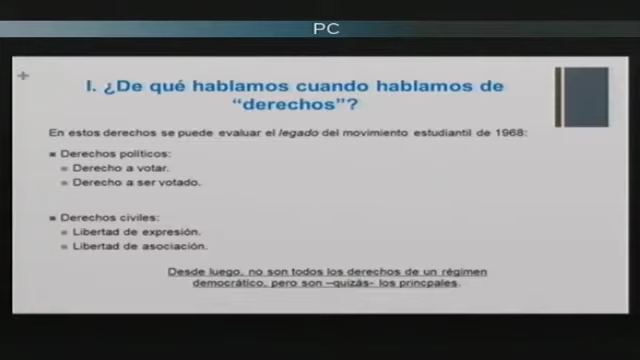 PC
I. ¿De qué hablamos cuando hablamos de
“derechos”?
En estos derechos se puede evaluar el legado del movimiento estudiantil de 1968:
Derechos políticos:
Derecho a votar.
Derecho a ser votado.
Derechos civiles:
Libertad de expresión.
Libertad de asociación.
Desde luego, no son todos los derechos de un régimen
democrático, pero son –quizás- los princpales.